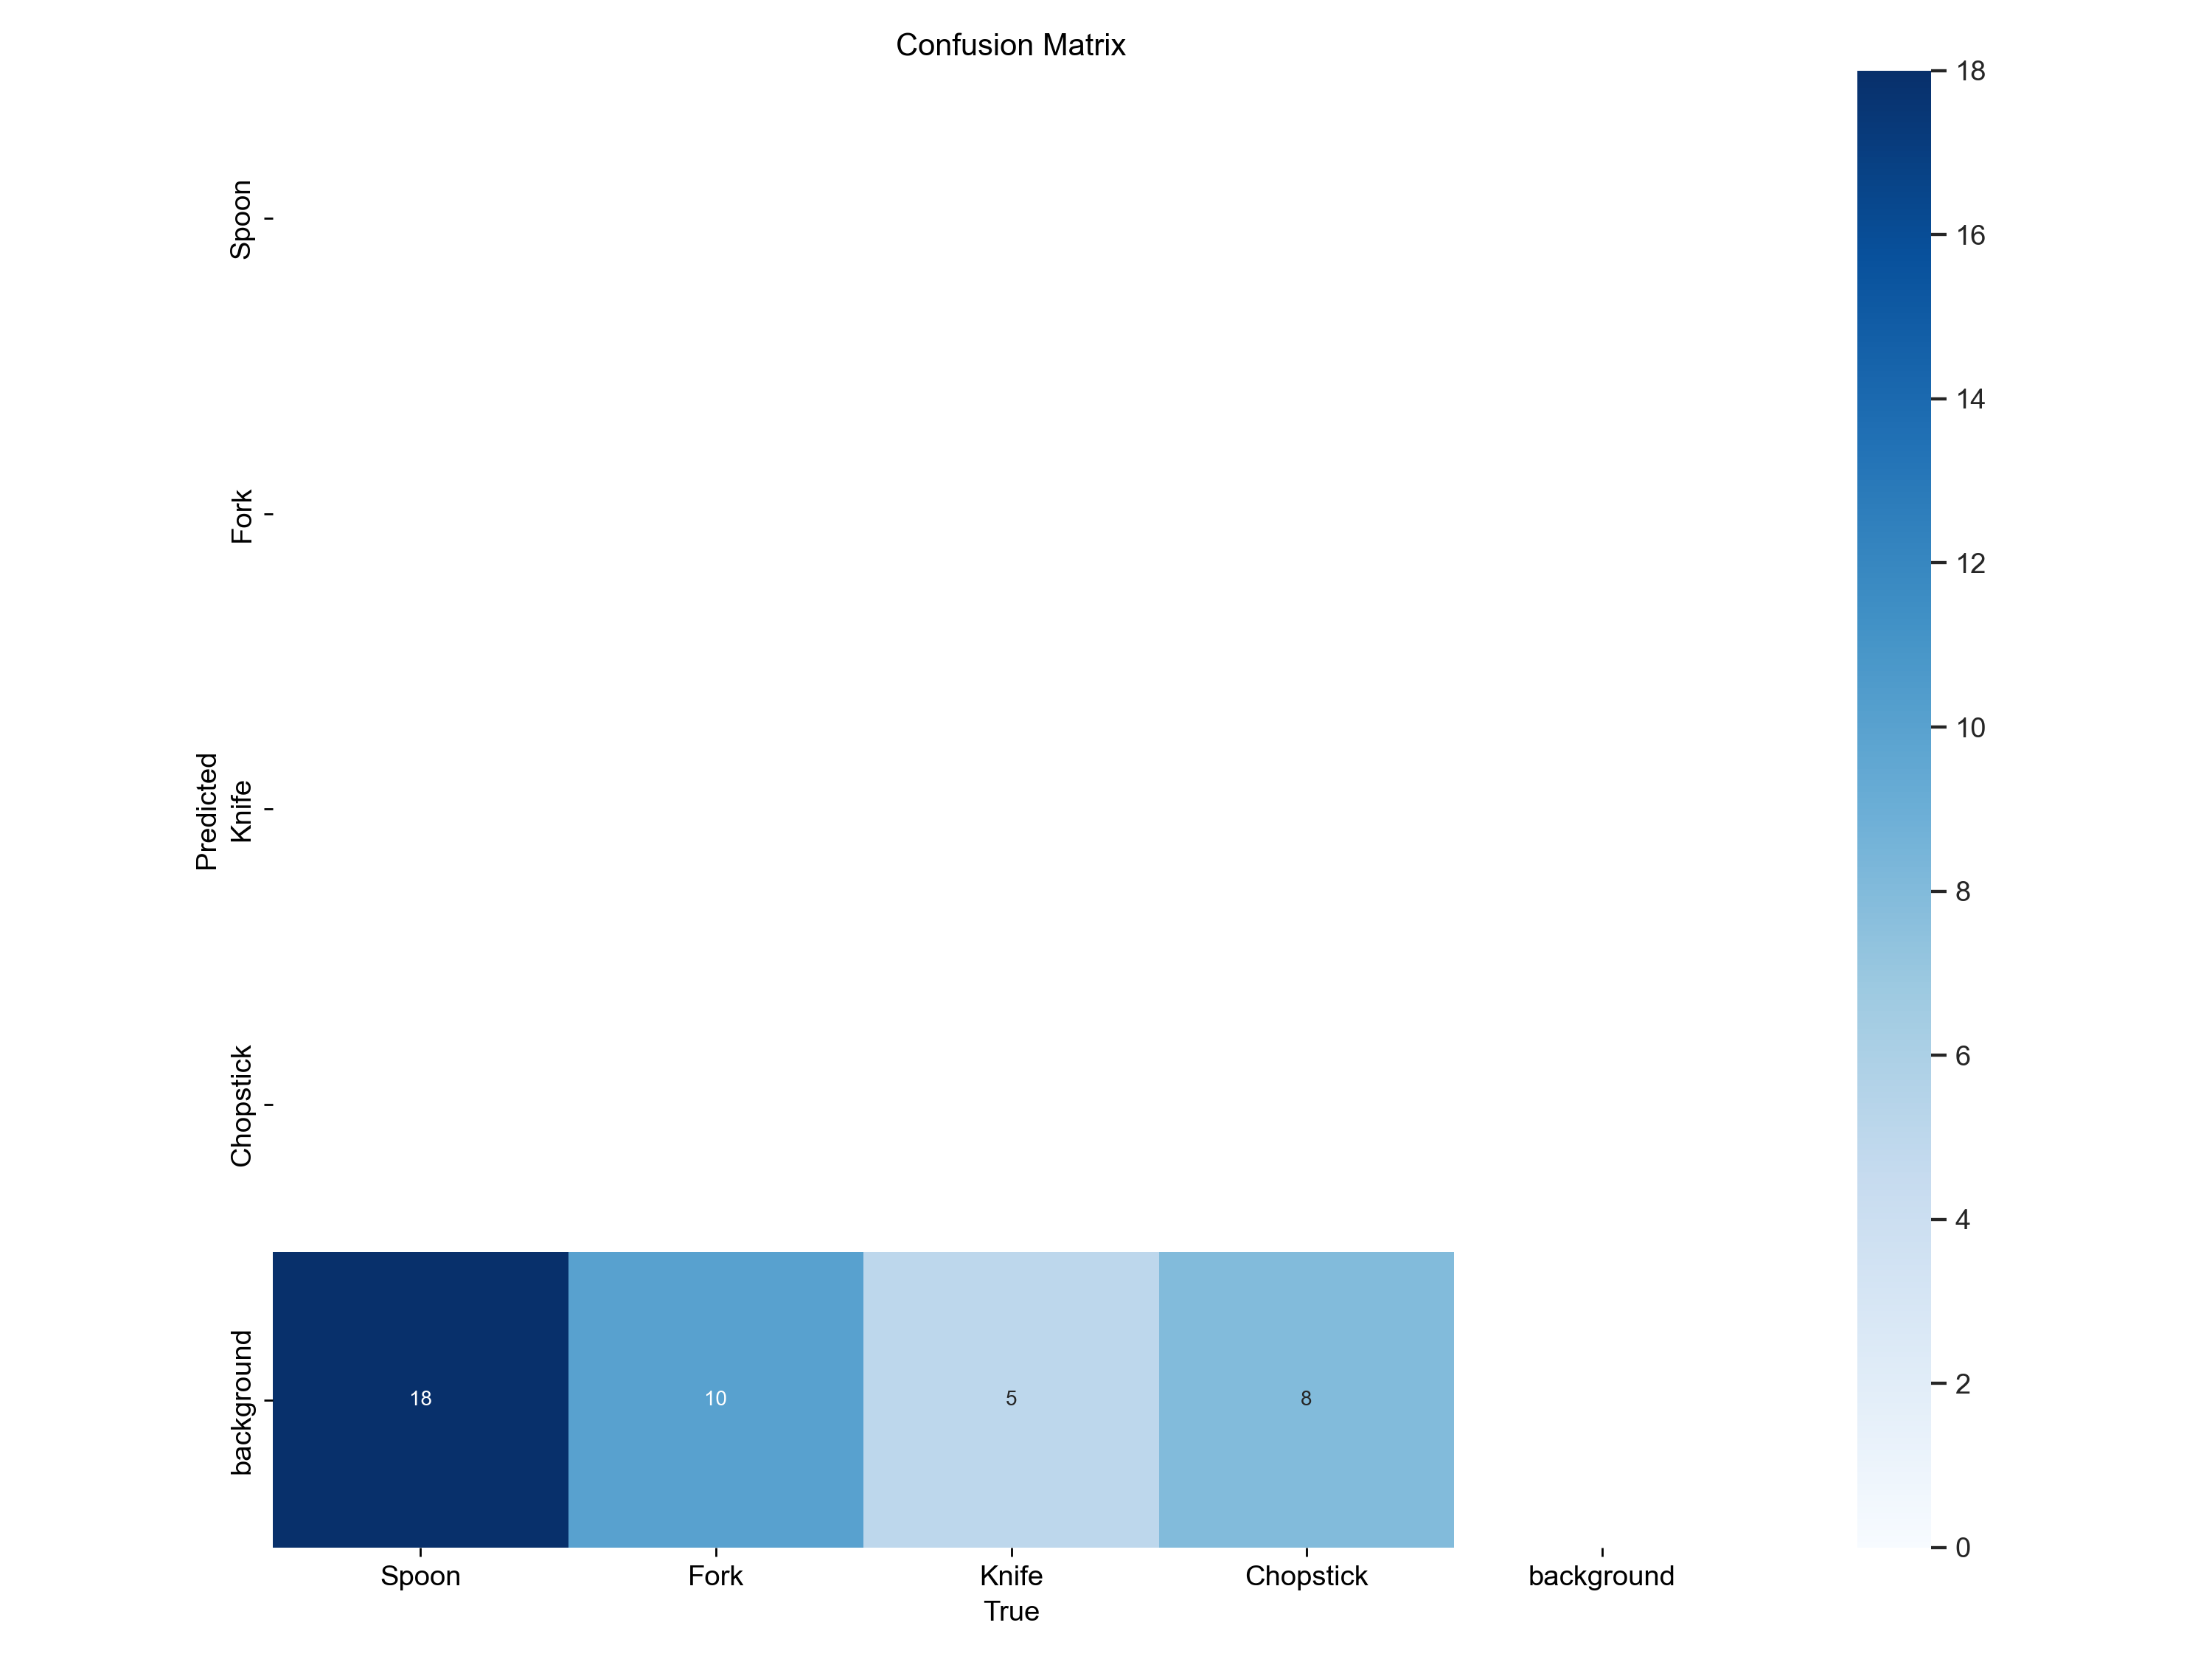 Confusion Matrix
Predicted
Spoon
Fork
Knife
Chopstick
background
18 10 5 8
Spoon Fork Knife Chopstick background
True
18
16
14
12
10
8
6
4
2
0